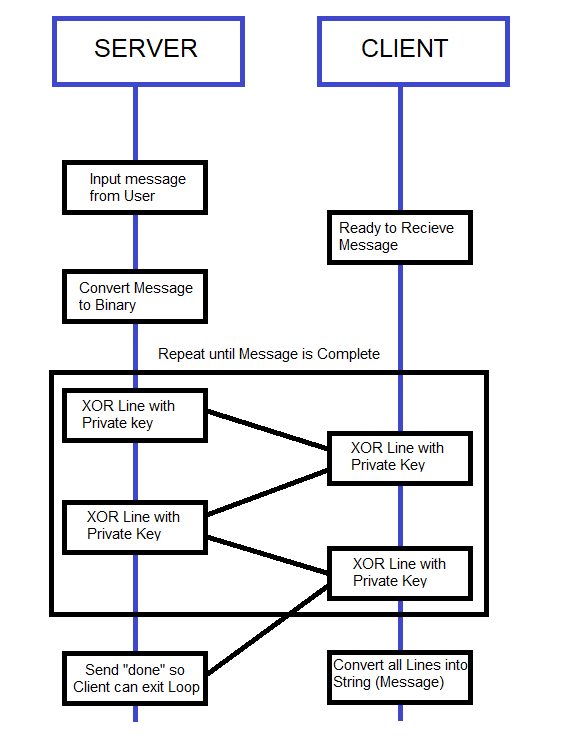 SERVER
CLIENT
Input message
from User
Ready to Recieve
Message
Convert Message
to Binary
Repeat until Message is Complete
XOR Line with
Private key
XOR Line with
Private Key
XOR Line with
Private Key
XOR Line with
Private Key
Send "done" so
Client can exit Loop
Convert all Lines into
String (Message)